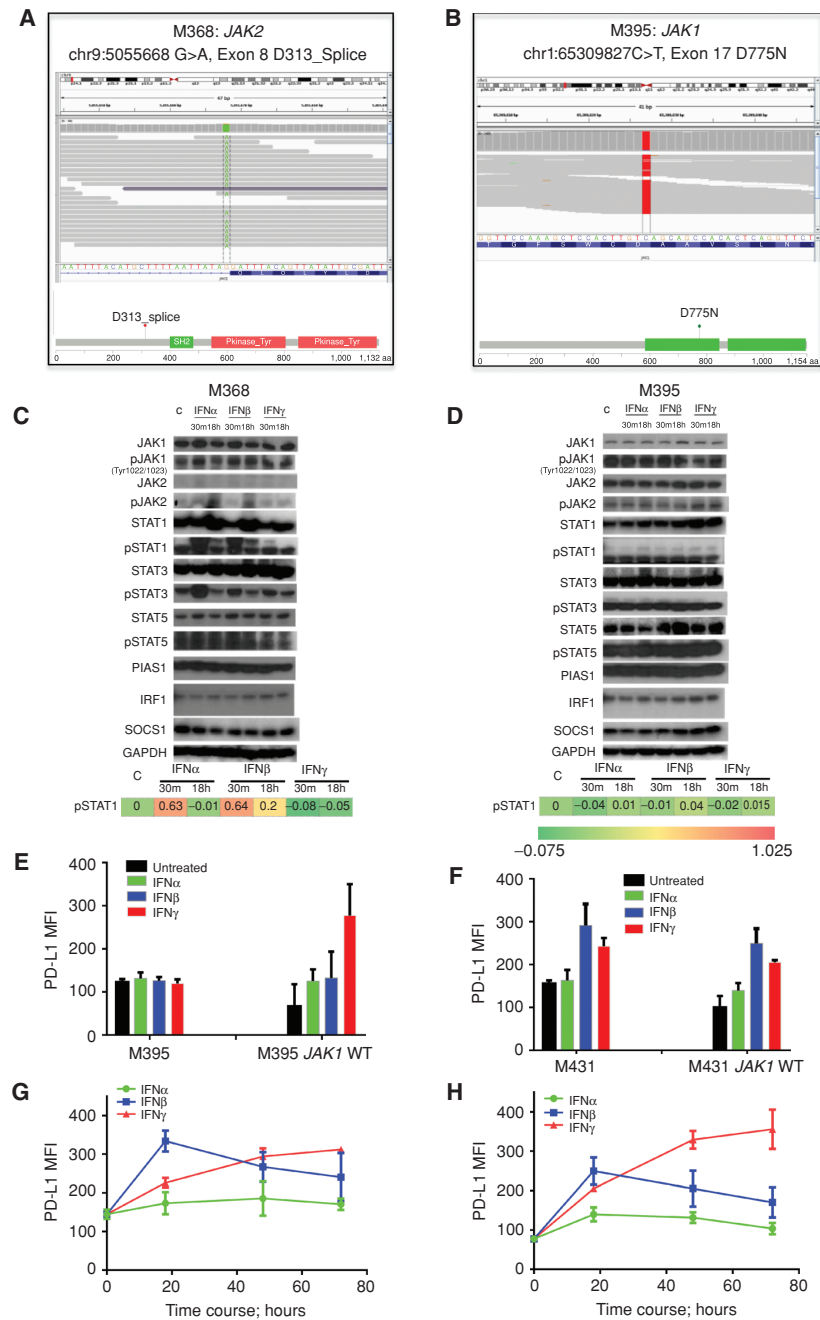 A
M368: JAK2
chr9:5055668 G>A, Exon 8 D313_Splice
67 bp
AATTTTACATGCTTTTAATTATAGGATTTACAGTTATATTGCGATT
D313_splice
SH2 Pkinase_Tyr Pkinase_Tyr
0 200 400 600 800 1,000 1,132 aa
B
M395: JAK1
chr1:65309827C>T, Exon 17 D775N
41 bp
D775N
0 200 400 600 800 1,000 1,154 aa
C
M368
C IFNα IFNβ IFNγ
30m18h 30m18h 30m18h
JAK1
pJAK1
(Tyr1022/1023)
JAK2
pJAK2
STAT1
pSTAT1
STAT3
pSTAT3
STAT5
pSTAT5
PIAS1
IRF1
SOCS1
GAPDH
IFNα IFNβ IFNγ
C 30m 18h 30m 18h 30m 18h
pSTAT1 0 0.63 −0.01 0.64 0.2 −0.08 −0.05
D
M395
C IFNα IFNβ IFNγ
30m18h 30m18h 30m18h
JAK1
pJAK1
(Tyr1022/1023)
JAK2
pJAK2
STAT1
pSTAT1
STAT3
pSTAT3
STAT5
pSTAT5
PIAS1
IRF1
SOCS1
GAPDH
IFNα IFNβ IFNγ
C 30m 18h 30m 18h 30m 18h
pSTAT1 0 −0.04 0.01 −0.01 0.04 −0.02 0.015
−0.075 1.025
E
400
300
200
100
0
PD-L1 MFI
Untreated
IFNα
IFNβ
IFNγ
M395 M395 JAK1 WT
F
400
300
200
100
0
PD-L1 MFI
Untreated
IFNα
IFNβ
IFNγ
M431 M431 JAK1 WT
G
IFNα
IFNβ
IFNγ
400
300
200
100
0
PD-L1 MFI
0 20 40 60 80
Time course; hours
H
IFNα
IFNβ
IFNγ
400
300
200
100
0
PD-L1 MFI
0 20 40 60 80
Time course; hours